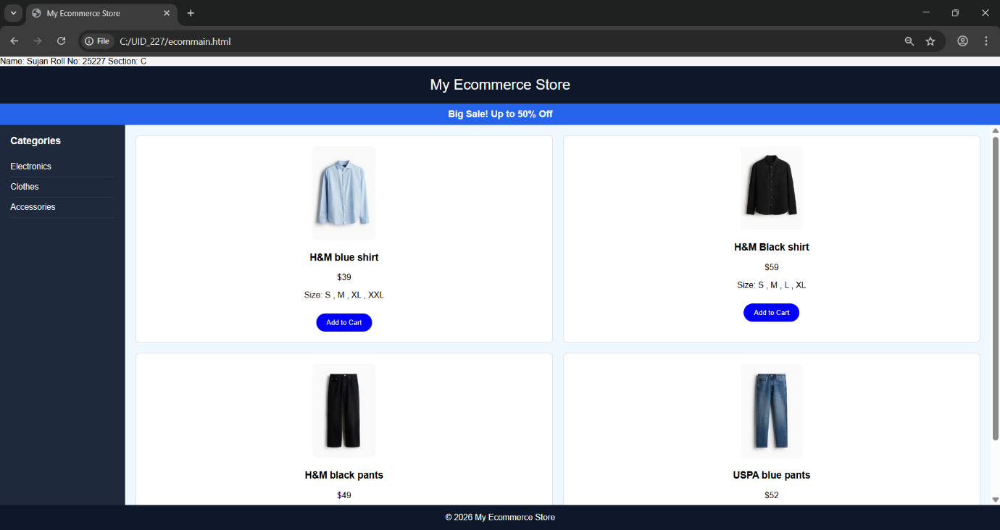 My Ecommerce Store
File C:/UID_227/ecommain.html
Name: Sujan Roll No: 25227 Section: C
My Ecommerce Store
Big Sale! Up to 50% Off
Categories
Electronics
Clothes
Accessories
H&M blue shirt
$39
Size: S , M , XL , XXL
Add to Cart
H&M Black shirt
$59
Size: S , M , L , XL
Add to Cart
H&M black pants
$49
USPA blue pants
$52
© 2026 My Ecommerce Store